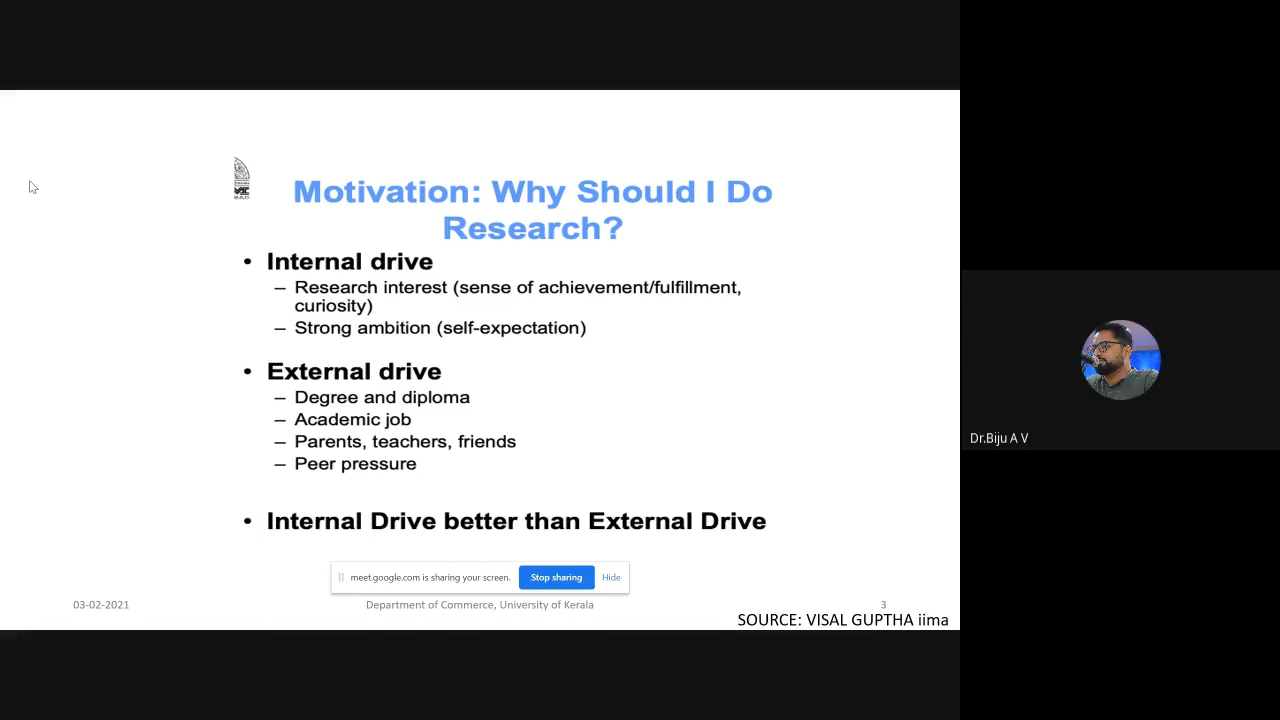 Motivation: Why Should I Do
Research?
• Internal drive
– Research interest (sense of achievement/fulfillment,
curiosity)
– Strong ambition (self-expectation)
• External drive
– Degree and diploma
– Academic job
– Parents, teachers, friends
– Peer pressure
• Internal Drive better than External Drive
meet.google.com is sharing your screen. Stop sharing Hide
03-02-2021 Department of Commerce, University of Kerala 3
SOURCE: VISAL GUPTHA iima
Dr.Biju A V